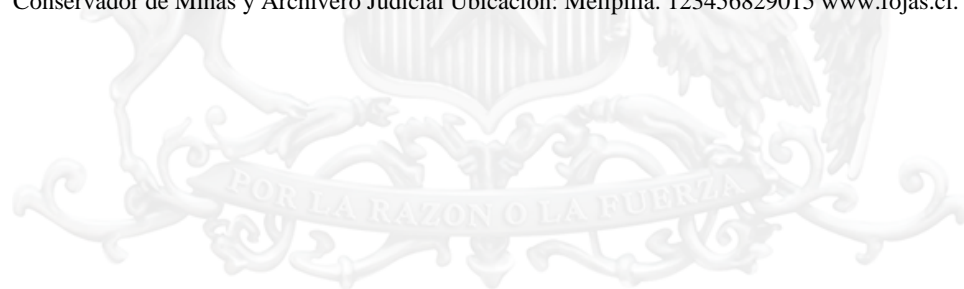 Conservador de Minas y Archivero Judicial Ubicación: Melipilla. 123456829015 www.fojas.cl.
POR LA RAZON O LA FUERZA